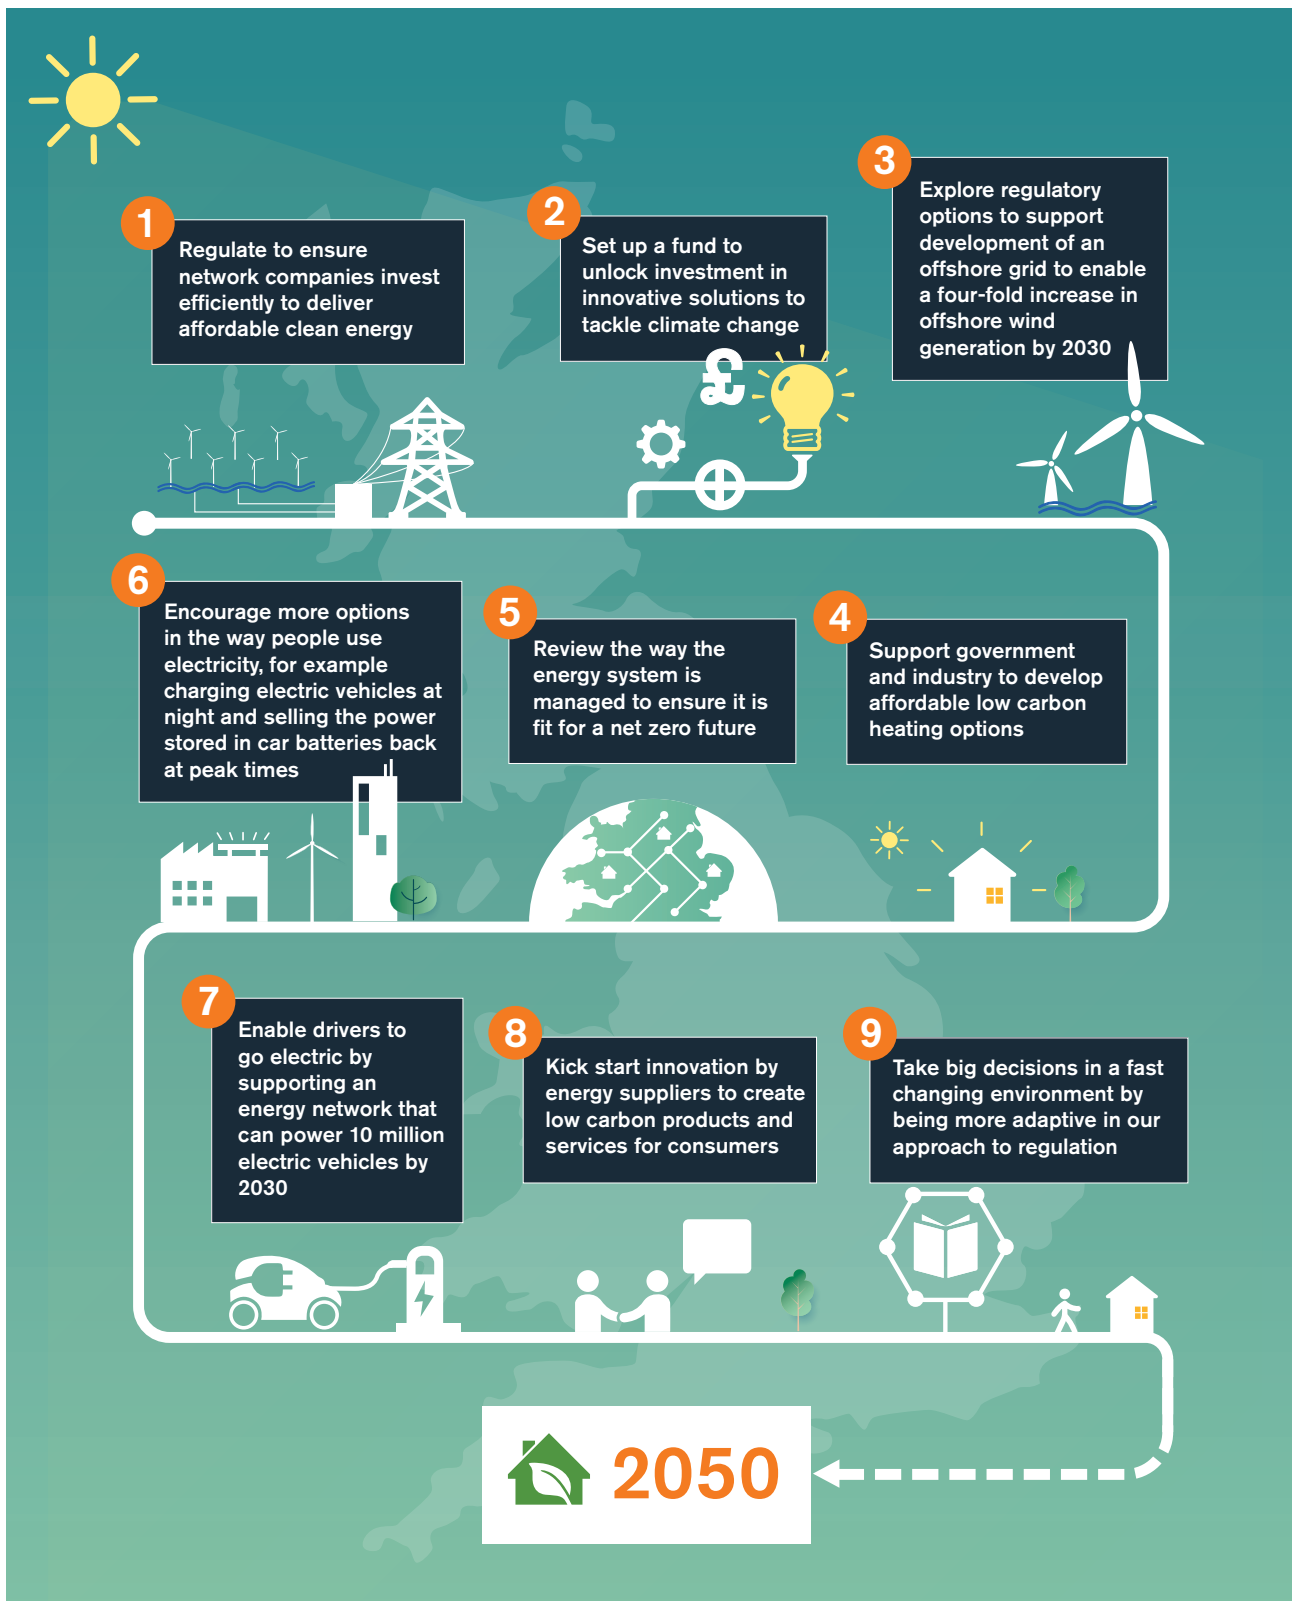 1
Regulate to ensure
network companies invest
efficiently to deliver
affordable clean energy
2
Set up a fund to
unlock investment in
innovative solutions to
tackle climate change
£
3
Explore regulatory
options to support
development of an
offshore grid to enable
a four-fold increase in
offshore wind
generation by 2030
4
Support government
and industry to develop
affordable low carbon
heating options
5
Review the way the
energy system is
managed to ensure it is
fit for a net zero future
6
Encourage more options
in the way people use
electricity, for example
charging electric vehicles at
night and selling the power
stored in car batteries back
at peak times
7
Enable drivers to
go electric by
supporting an
energy network that
can power 10 million
electric vehicles by
2030
8
Kick start innovation by
energy suppliers to create
low carbon products and
services for consumers
9
Take big decisions in a fast
changing environment by
being more adaptive in our
approach to regulation
2050